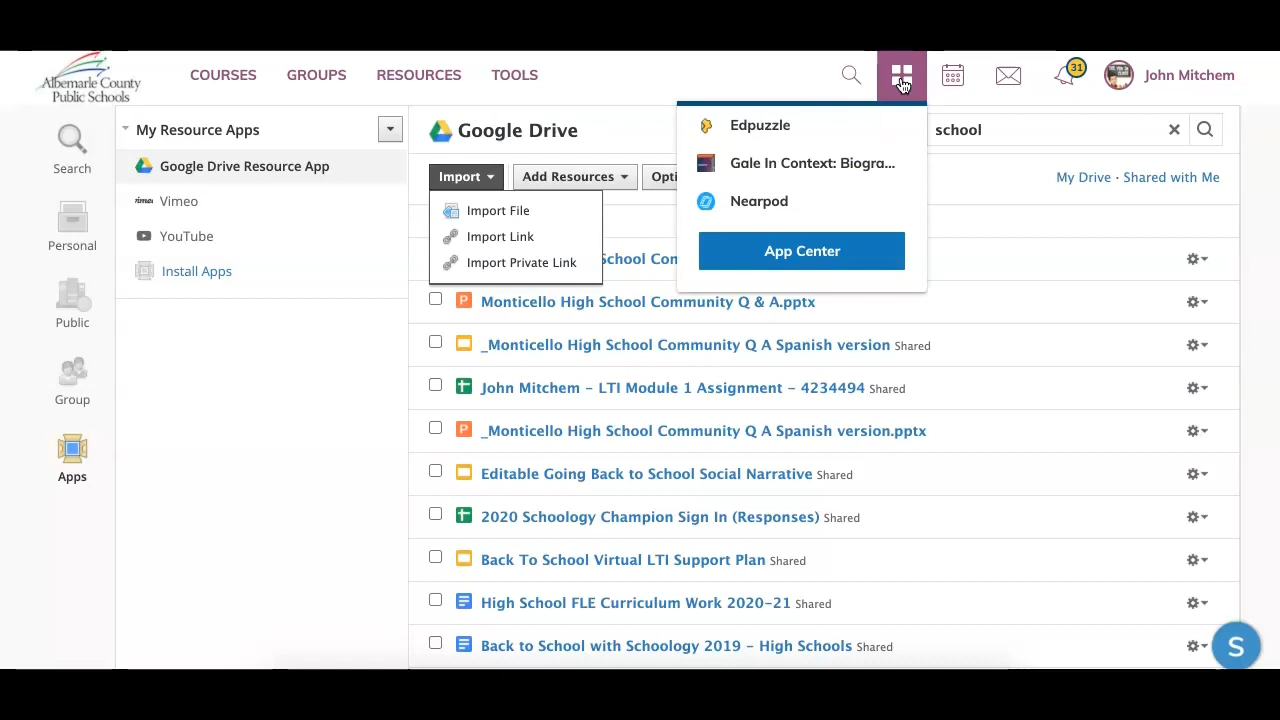 Albemarle County
Public Schools
COURSES
GROUPS
RESOURCES
TOOLS
31
John Mitchem
Search
Personal
Public
Group
Apps
My Resource Apps
Google Drive Resource App
vimeo Vimeo
YouTube
Install Apps
Google Drive
school
Import
Add Resources
Opti
My Drive · Shared with Me
Import File
Import Link
Import Private Link
Edpuzzle
Gale In Context: Biogra...
Nearpod
App Center
School Con
Monticello High School Community Q & A.pptx
_Monticello High School Community Q A Spanish version Shared
John Mitchem - LTI Module 1 Assignment - 4234494 Shared
_Monticello High School Community Q A Spanish version.pptx
Editable Going Back to School Social Narrative Shared
2020 Schoology Champion Sign In (Responses) Shared
Back To School Virtual LTI Support Plan Shared
High School FLE Curriculum Work 2020-21 Shared
Back to School with Schoology 2019 - High Schools Shared
S